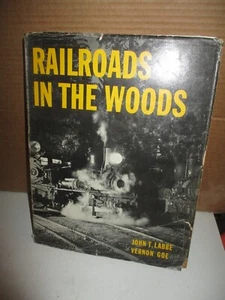 RAILROADS
IN THE WOODS
JOHN T. LABBE
VERNON GOE